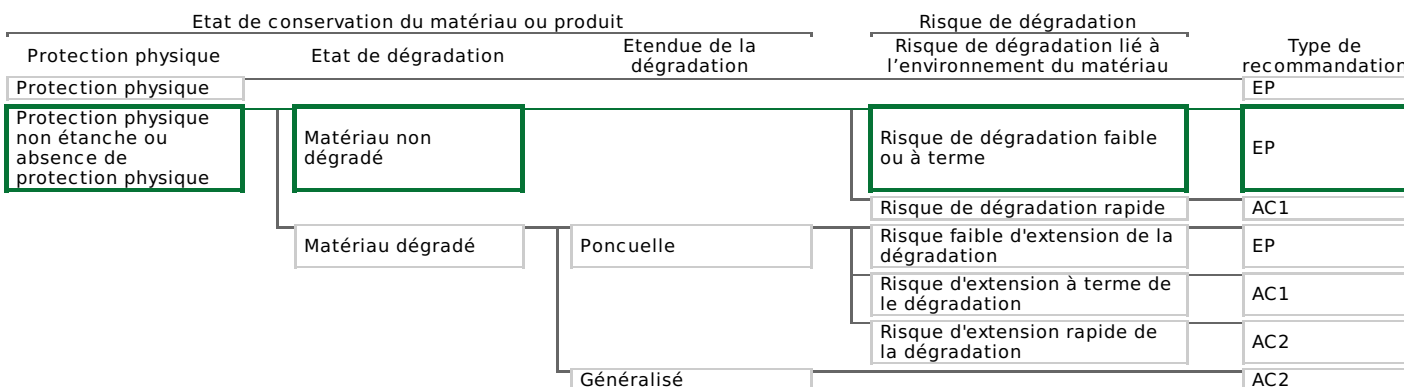 Etat de conservation du matériau ou produit
Risque de dégradation
Protection physique
Etat de dégradation
Etendue de la
dégradation
Risque de dégradation lié à
l’environnement du matériau
Type de
recommandation
Protection physique
EP
Protection physique
non étanche ou
absence de
protection physique
Matériau non
dégradé
Risque de dégradation faible
ou à terme
EP
Risque de dégradation rapide
AC1
Matériau dégradé
Poncuelle
Risque faible d'extension de la
dégradation
EP
Risque d'extension à terme de
le dégradation
AC1
Risque d'extension rapide de
la dégradation
AC2
Généralisé
AC2